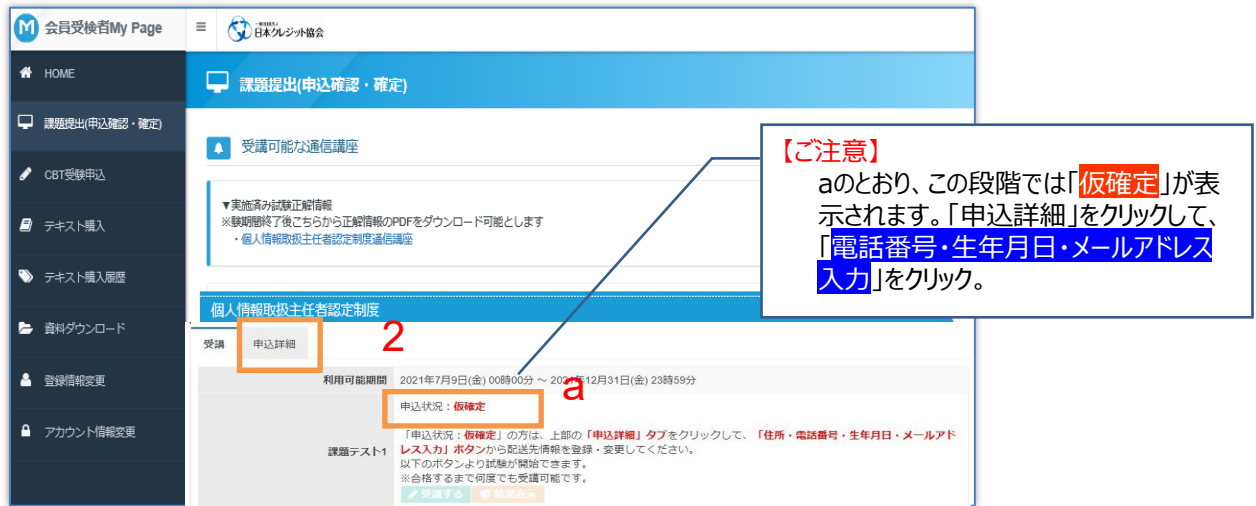 会員受検者My Page
一般社団法人
日本クレジット協会
HOME
課題提出(申込確認・確定)
CBT受験申込
テキスト購入
テキスト購入履歴
資料ダウンロード
登録情報変更
アカウント情報変更
課題提出(申込確認・確定)
受講可能な通信講座
▼実施済み試験正解情報
※験期間終了後こちらから正解情報のPDFをダウンロード可能とします
・個人情報取扱主任者認定制度通信講座
個人情報取扱主任者認定制度
受講 申込詳細
2
利用可能期間 2021年7月9日(金) 00時00分 ～ 2021年12月31日(金) 23時59分
a
課題テスト1
申込状況：仮確定
「申込状況：仮確定」の方は、上部の「申込詳細」タブをクリックして、「住所・電話番号・生年月日・メールアド
レス入力」ボタンから配送先情報を登録・変更してください。
以下のボタンより試験が開始できます。
※合格するまで何度でも受講可能です。
受講する 結果表示
【ご注意】
aのとおり、この段階では「仮確定」が表
示されます。「申込詳細」をクリックして、
「電話番号・生年月日・メールアドレス
入力」をクリック。